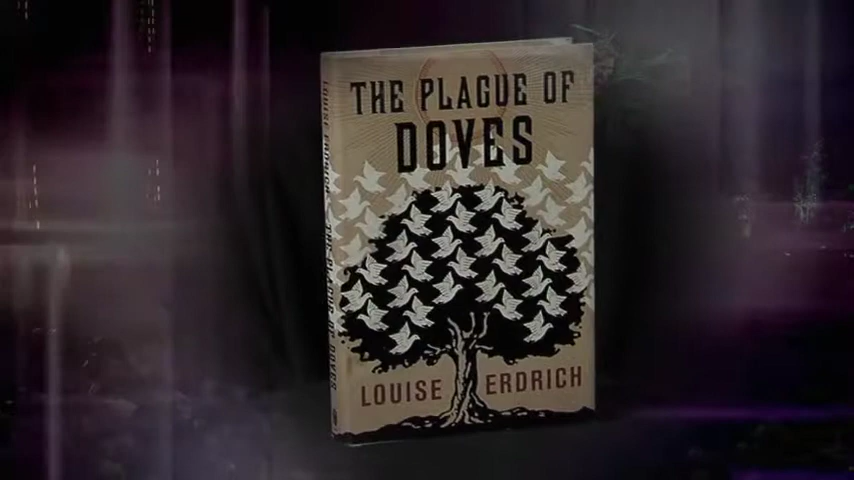 THE PLAGUE OF
DOVES
LOUISE ERDRICH
LOUISE ERDRICH THE PLAGUE OF DOVES